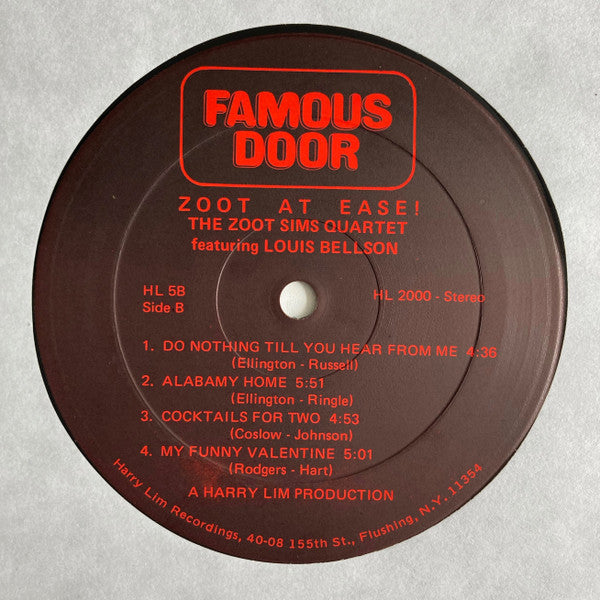 FAMOUS
DOOR
ZOOT AT EASE!
THE ZOOT SIMS QUARTET
featuring LOUIS BELLSON
HL 5B
Side B
HL 2000 - Stereo
1. DO NOTHING TILL YOU HEAR FROM ME 4:36
(Ellington - Russell)
2. ALABAMY HOME 5:51
(Ellington - Ringle)
3. COCKTAILS FOR TWO 4:53
(Coslow - Johnson)
4. MY FUNNY VALENTINE 5:01
(Rodgers - Hart)
A HARRY LIM PRODUCTION
Harry Lim Recordings, 40-08 155th St., Flushing, N.Y. 11354